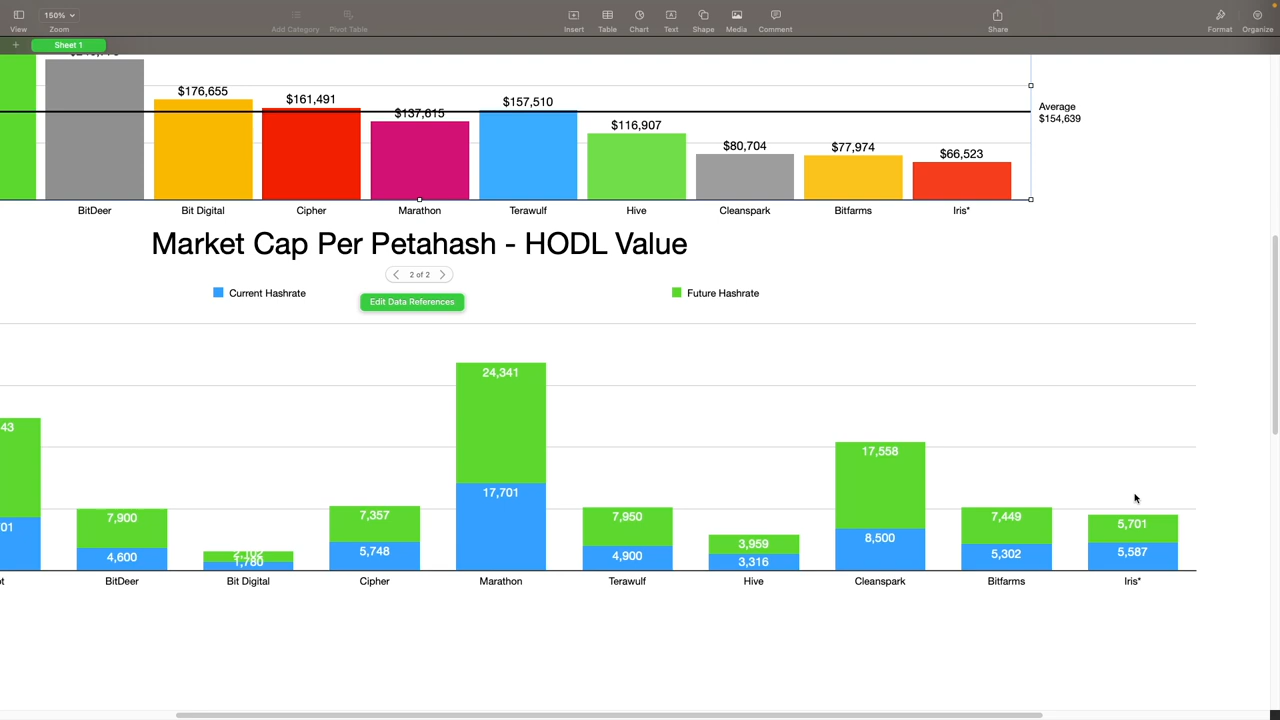 150%
View
Zoom
Add Category
Pivot Table
Insert
Table
Chart
Text
Shape
Media
Comment
Share
Format
Organize
+
Sheet 1
$176,655
$161,491
$137,615
$157,510
$116,907
$80,704
$77,974
$66,523
Average
$154,639
BitDeer
Bit Digital
Cipher
Marathon
Terawulf
Hive
Cleanspark
Bitfarms
Iris*
Market Cap Per Petahash - HODL Value
2 of 2
Current Hashrate
Edit Data References
Future Hashrate
24,341
43
17,558
7,900
7,357
7,950
7,449
5,701
17,701
01
4,600
1,780
5,748
4,900
3,959
3,316
8,500
5,302
5,587
BitDeer
Bit Digital
Cipher
Marathon
Terawulf
Hive
Cleanspark
Bitfarms
Iris*